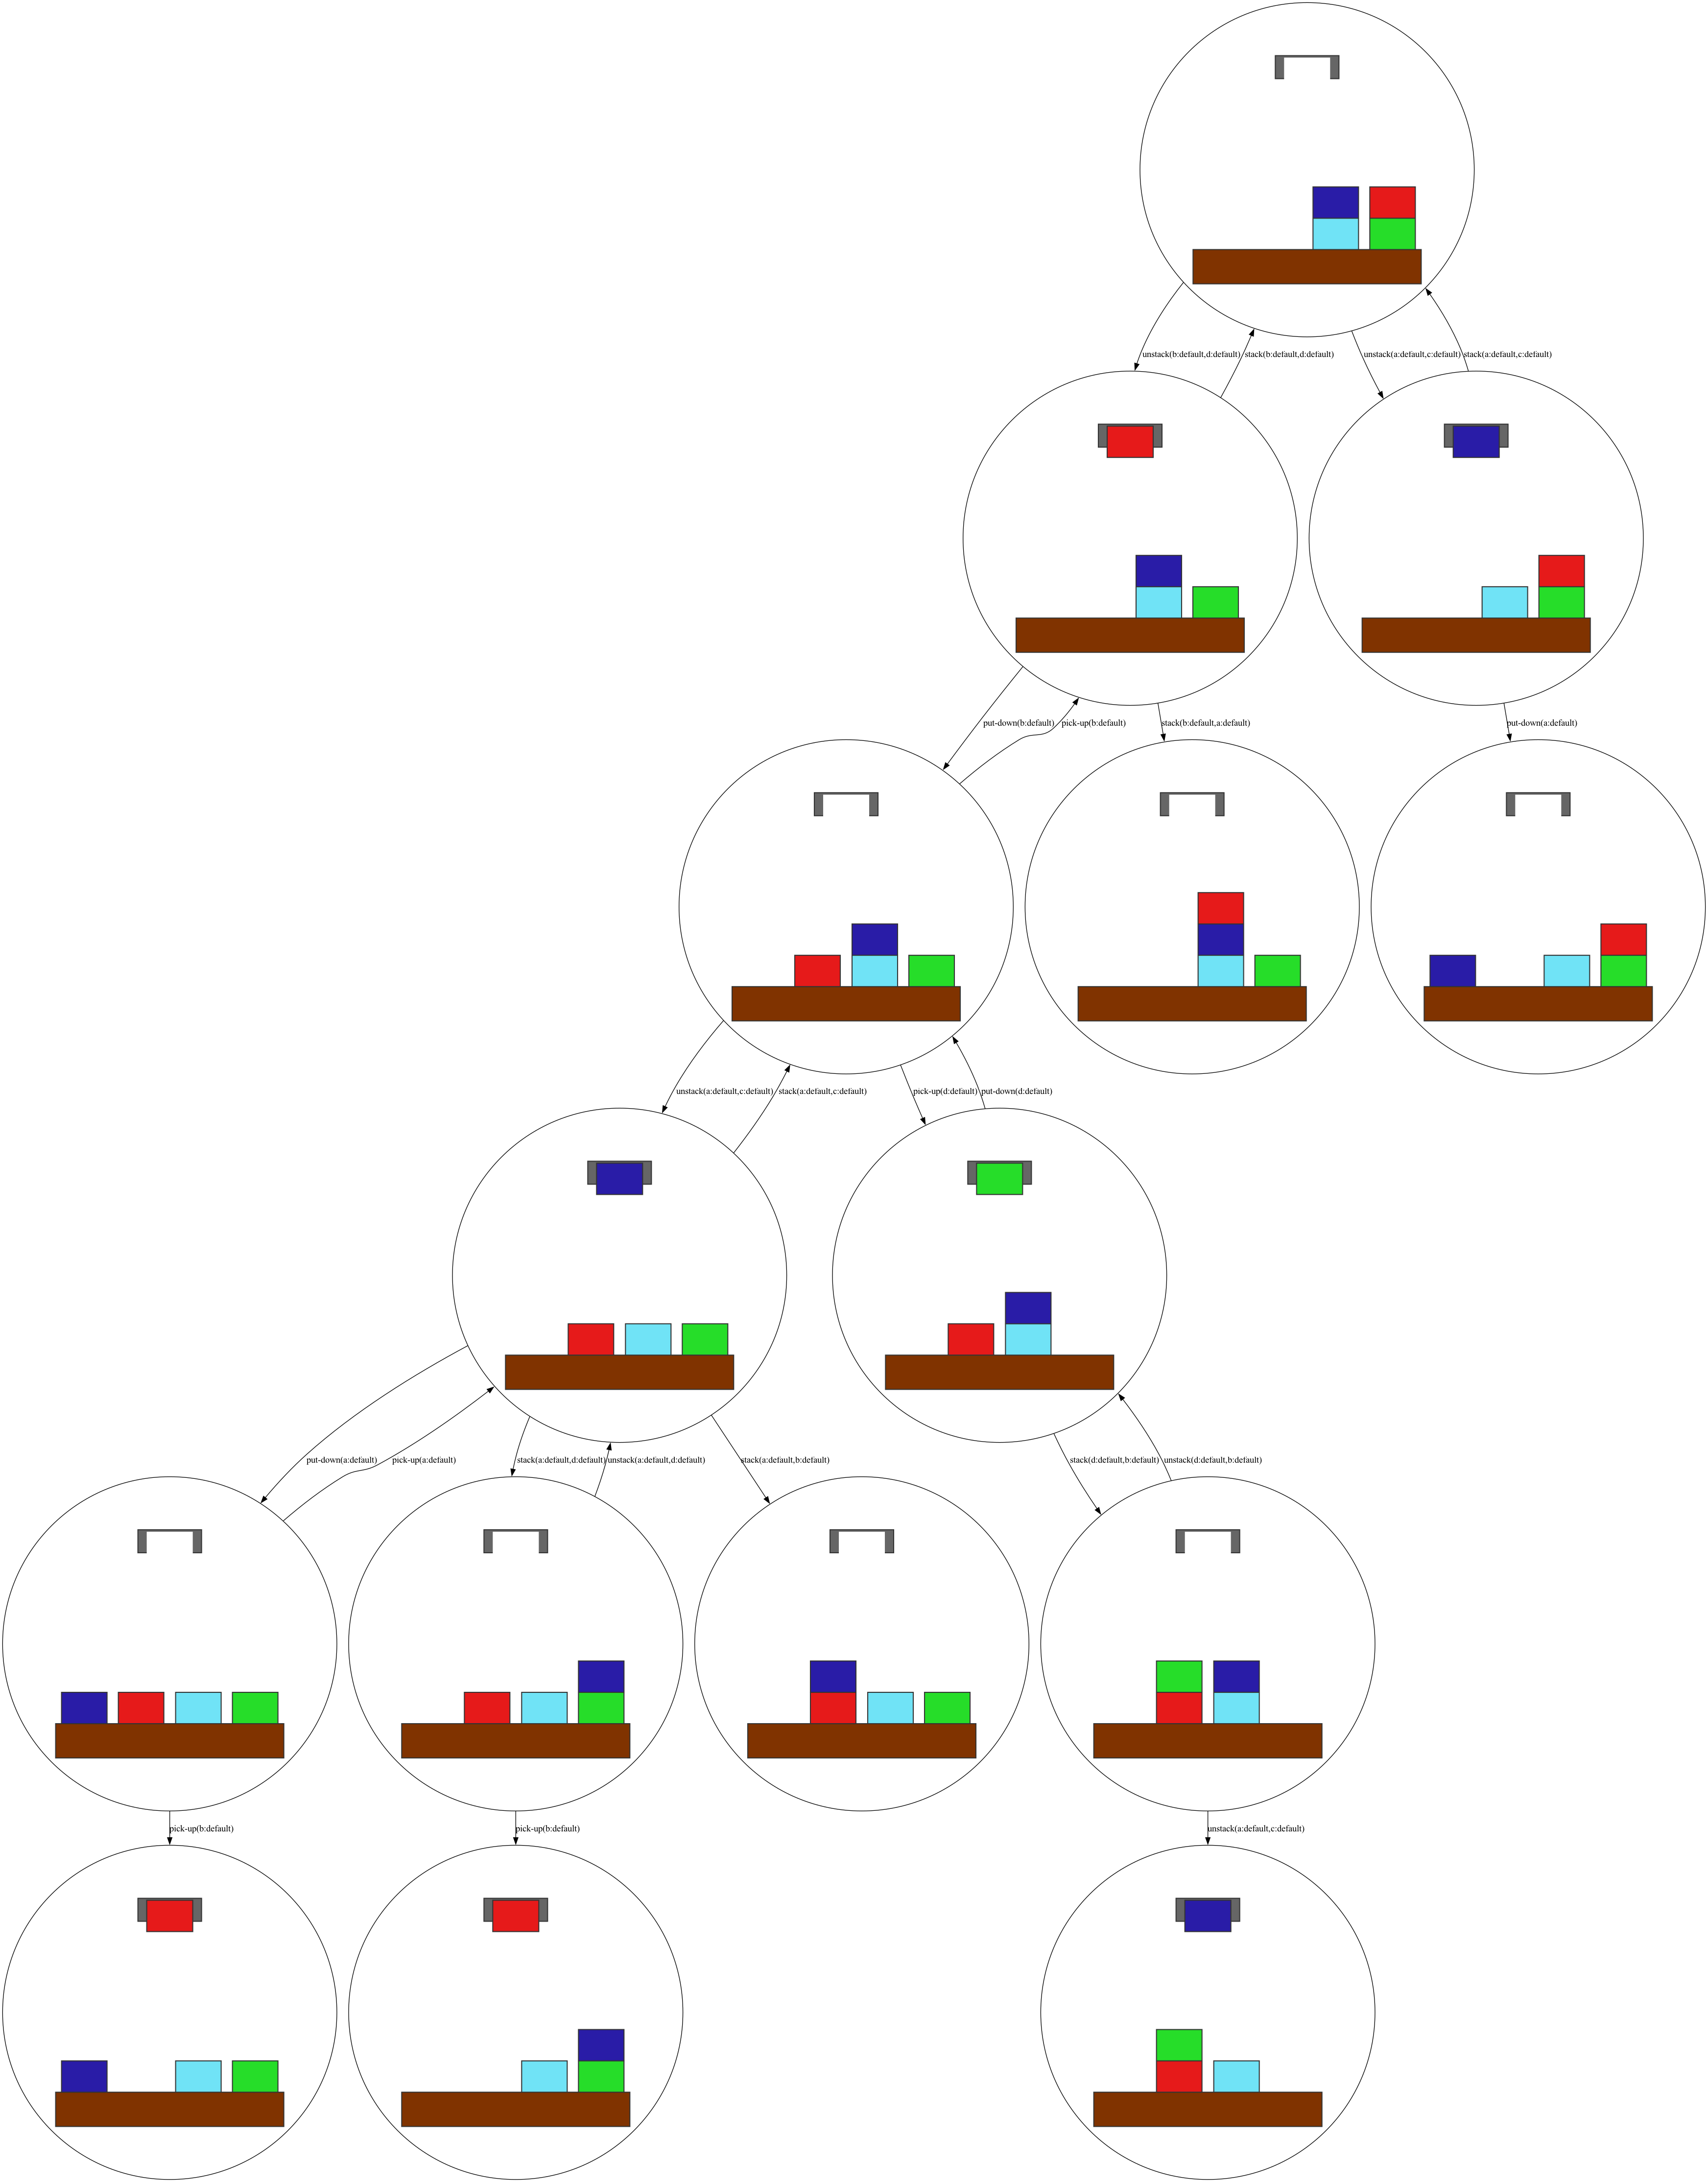 unstack(b:default,d:default)
stack(b:default,d:default)
unstack(a:default,c:default)
stack(a:default,c:default)
put-down(b:default)
pick-up(b:default)
stack(b:default,a:default)
put-down(a:default)
unstack(a:default,c:default)
stack(a:default,c:default)
pick-up(d:default)
put-down(d:default)
put-down(a:default)
pick-up(a:default)
stack(a:default,d:default)
unstack(a:default,d:default)
stack(a:default,b:default)
stack(d:default,b:default)
unstack(d:default,b:default)
pick-up(b:default)
pick-up(b:default)
unstack(a:default,c:default)